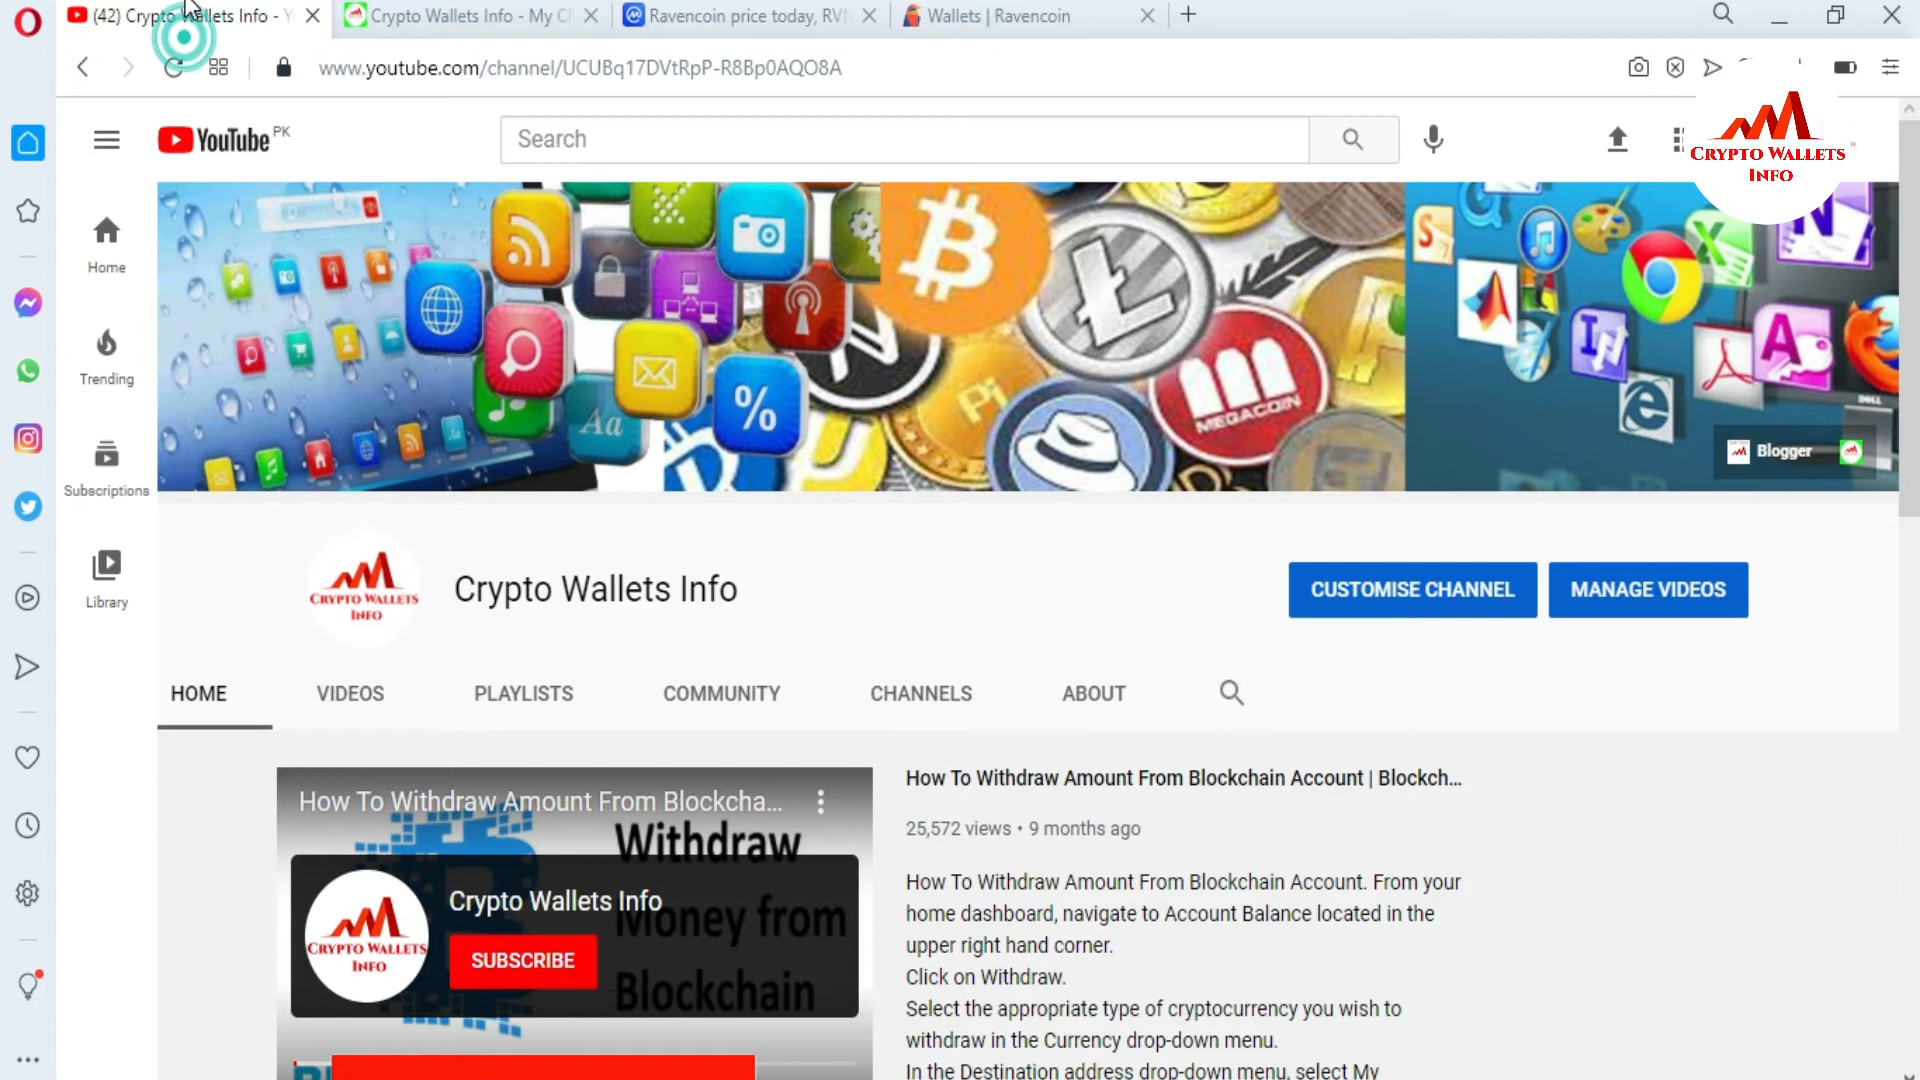 (42) Crypto Wallets Info - Y
Crypto Wallets Info - My C
Ravencoin price today, RVN
Wallets | Ravencoin
www.youtube.com/channel/UCUBq17DVtRpP-R8Bp0AQO8A
YouTube PK
Search
CRYPTO WALLETS
INFO
Home
Trending
Subscriptions
Library
Aa
%
Pi
MEGACOIN
DELL
Blogger
CRYPTO WALLETS
INFO
Crypto Wallets Info
CUSTOMISE CHANNEL
MANAGE VIDEOS
HOME
VIDEOS
PLAYLISTS
COMMUNITY
CHANNELS
ABOUT
How To Withdraw Amount From Blockcha...
Withdraw
Money from
Blockchain
CRYPTO WALLETS
INFO
Crypto Wallets Info
SUBSCRIBE
How To Withdraw Amount From Blockchain Account | Blockch...
25,572 views • 9 months ago
How To Withdraw Amount From Blockchain Account. From your
home dashboard, navigate to Account Balance located in the
upper right hand corner.
Click on Withdraw.
Select the appropriate type of cryptocurrency you wish to
withdraw in the Currency drop-down menu.
In the Destination address drop-down menu, select My